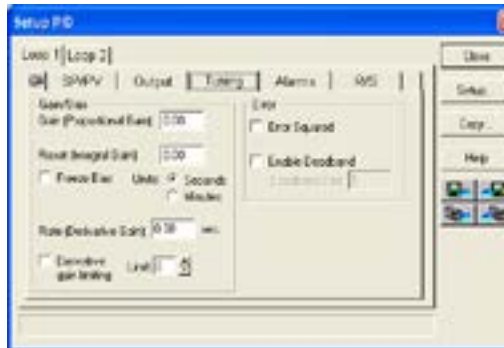 Setup PID
Loop 1 Loop 2
SP/PV Output Tuning Alarms R/S
Gain/Bias
Gain (Proportional Gain) 0.00
Reset (Integral Gain) 0.00
Freeze Bias Units Seconds
Minutes
Rate (Derivative Gain) 0.00 sec
Derivative
gain limiting Limit
Error
Error Squared
Enable Deadband
Close
Setup...
Copy...
Help